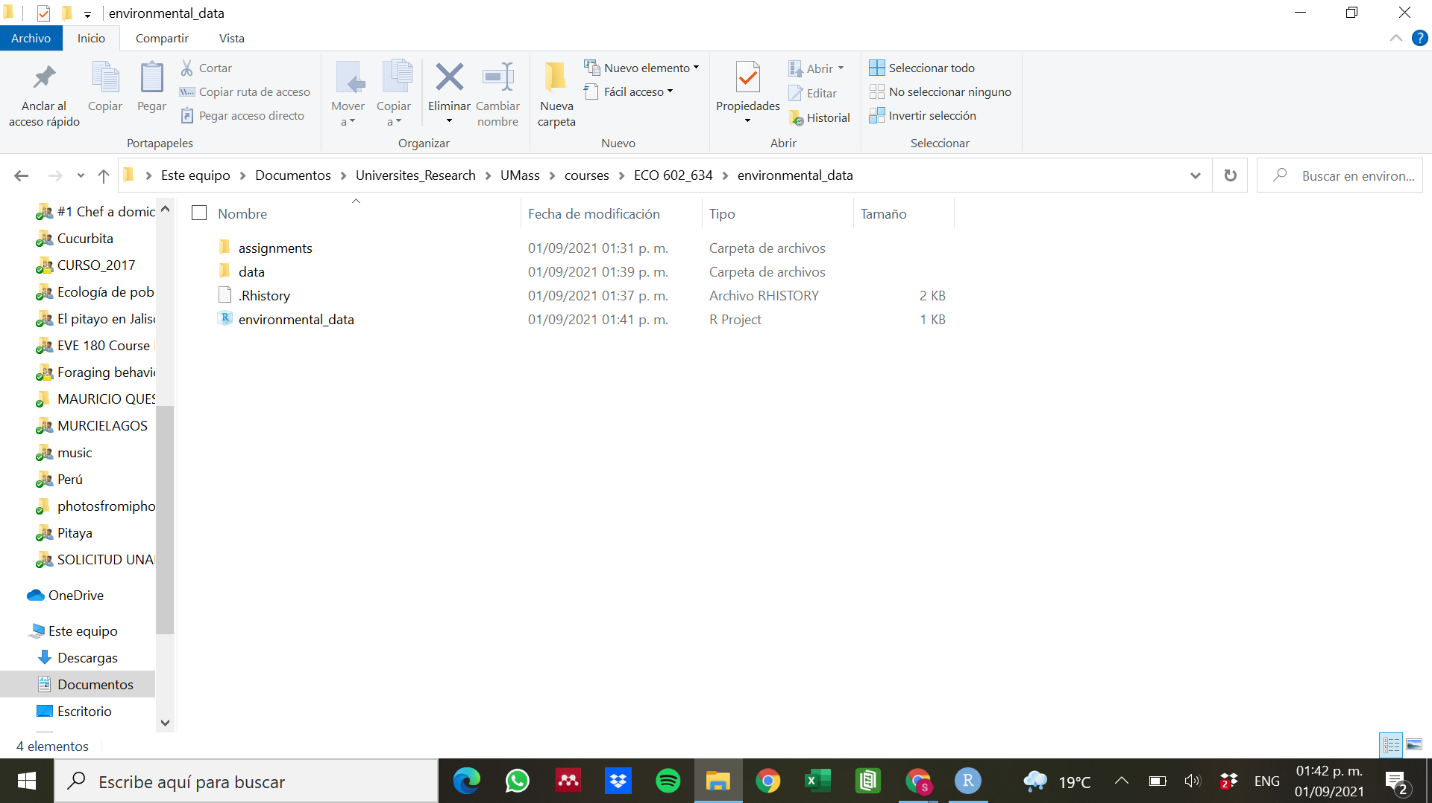 environmental_data
Archivo
Inicio
Compartir
Vista
Anclar al
acceso rápido
Copiar
Pegar
Cortar
Copiar ruta de acceso
Pegar acceso directo
Portapapeles
Mover
a
Copiar
a
Eliminar
Cambiar
nombre
Organizar
Nueva
carpeta
Nuevo elemento
Fácil acceso
Nuevo
Propiedades
Abrir
Editar
Historial
Abrir
Seleccionar todo
No seleccionar ninguno
Invertir selección
Seleccionar
Este equipo > Documentos > Universites_Research > UMass > courses > ECO 602_634 > environmental_data
Buscar en environ...
#1 Chef a domic
Cucurbita
CURSO_2017
Ecología de pob
El pitayo en Jalis
EVE 180 Course
Foraging behavi
MAURICIO QUES
MURCIELAGOS
music
Perú
photosfromipho
Pitaya
SOLICITUD UNA
OneDrive
Este equipo
Descargas
Documentos
Escritorio
Nombre Fecha de modificación Tipo Tamaño
assignments 01/09/2021 01:31 p. m. Carpeta de archivos
data 01/09/2021 01:39 p. m. Carpeta de archivos
.Rhistory 01/09/2021 01:37 p. m. Archivo RHISTORY 2 KB
environmental_data 01/09/2021 01:41 p. m. R Project 1 KB
4 elementos
Escribe aquí para buscar
19°C
ENG
01:42 p. m.
01/09/2021
2